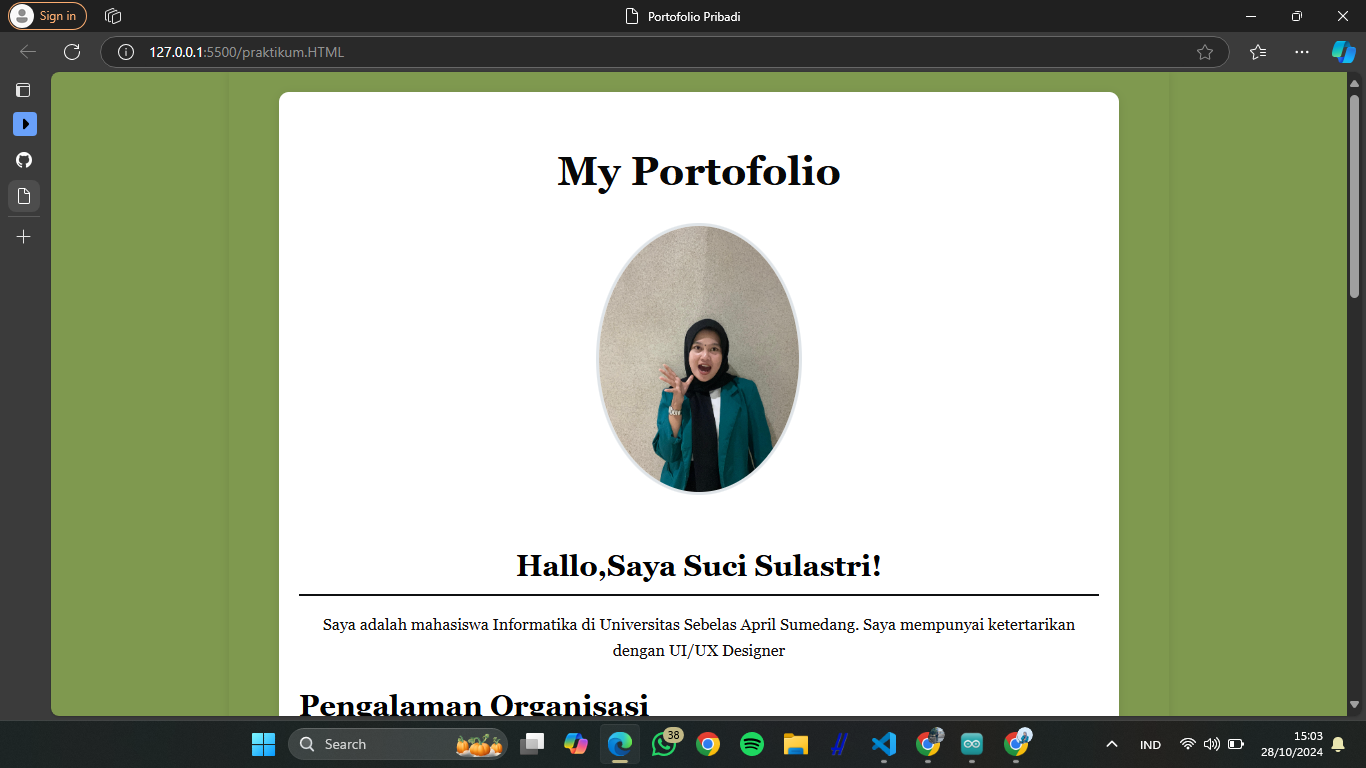 Sign in
Portofolio Pribadi
127.0.0.1:5500/praktikum.HTML
My Portofolio
Hallo,Saya Suci Sulastri!
Saya adalah mahasiswa Informatika di Universitas Sebelas April Sumedang. Saya mempunyai ketertarikan
dengan UI/UX Designer
Pengalaman Organisasi
Search
38
IND
15:03
28/10/2024